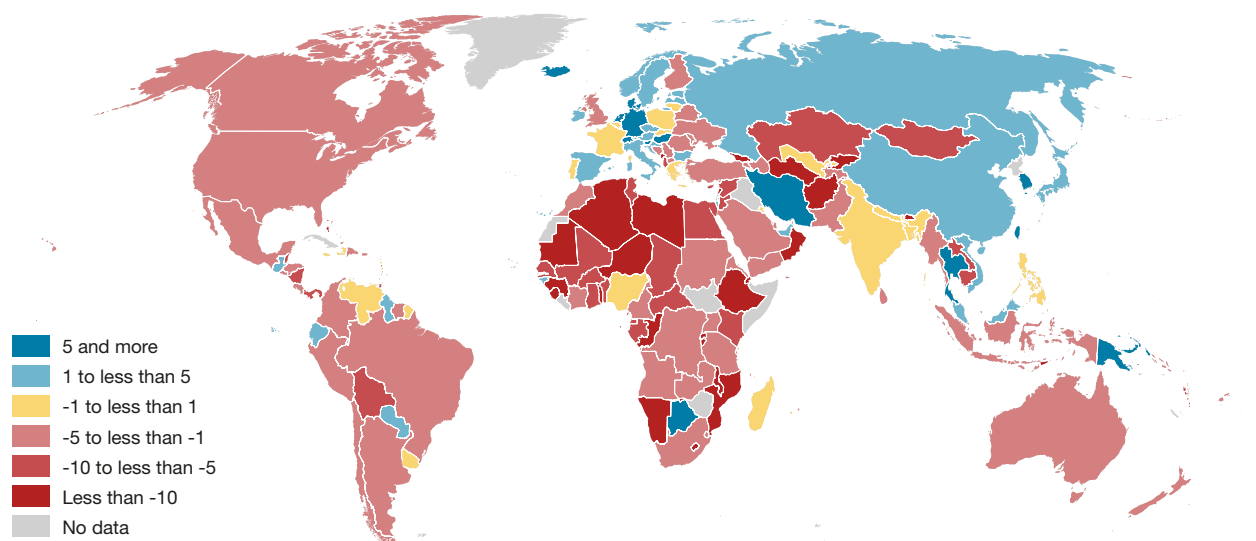 5 and more
1 to less than 5
-1 to less than 1
-5 to less than -1
-10 to less than -5
Less than -10
No data